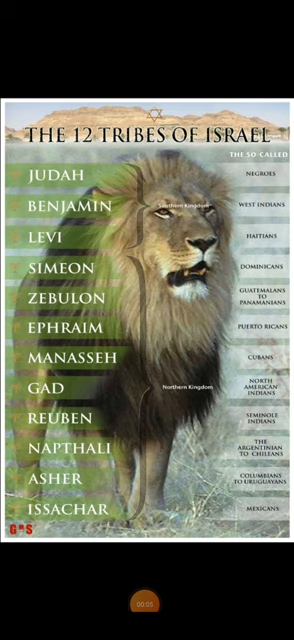 THE 12 TRIBES OF ISRAEL
THE SO-CALLED
JUDAH
NEGROES
BENJAMIN
Southern Kingdom
WEST INDIANS
LEVI
HAITIANS
SIMEON
DOMINICANS
ZEBULON
GUATEMALANS
TO
PANAMANIANS
EPHRAIM
PUERTO RICANS
MANASSEH
CUBANS
GAD
Northern Kingdom
NORTH
AMERICAN
INDIANS
REUBEN
SEMINOLE
INDIANS
NAPTHALI
THE
ARGENTINIAN
TO CHILEANS
ASHER
COLUMBIANS
TO URUGUAYANS
ISSACHAR
MEXICANS
00:05